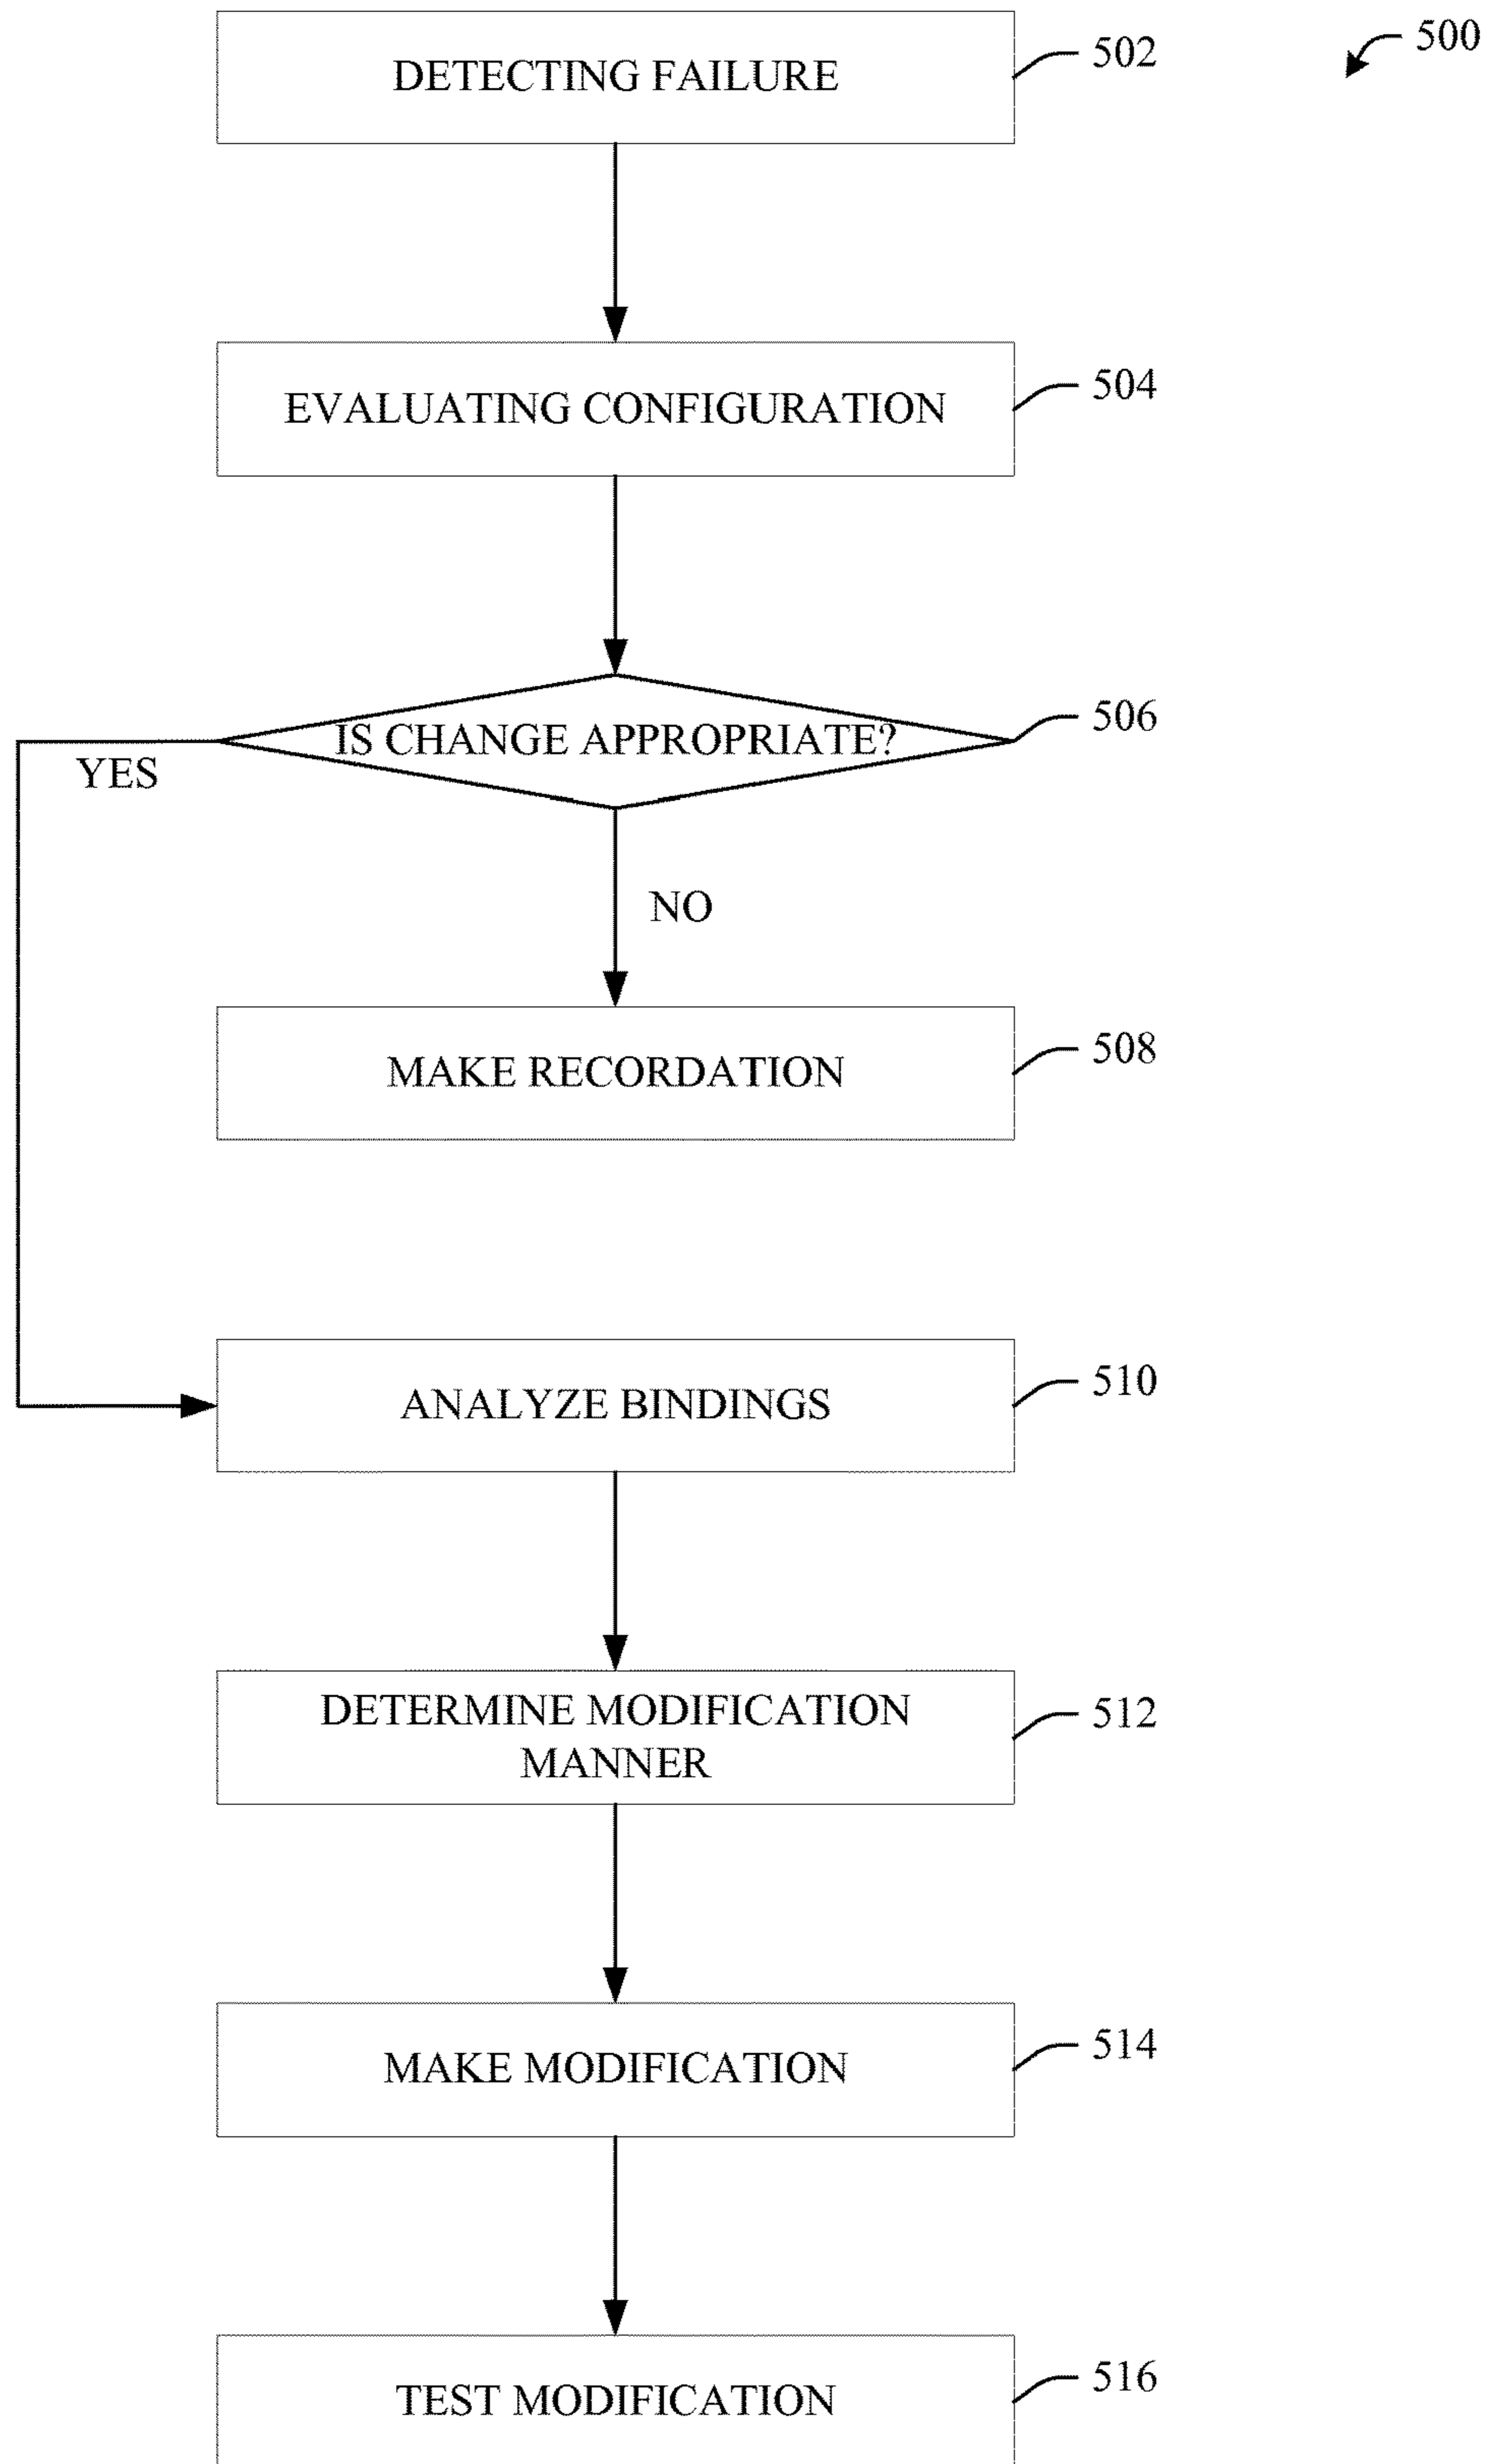 500
DETECTING FAILURE
502
EVALUATING CONFIGURATION
504
IS CHANGE APPROPRIATE?
506
YES
NO
MAKE RECORDATION
508
ANALYZE BINDINGS
510
DETERMINE MODIFICATION
MANNER
512
MAKE MODIFICATION
514
TEST MODIFICATION
516